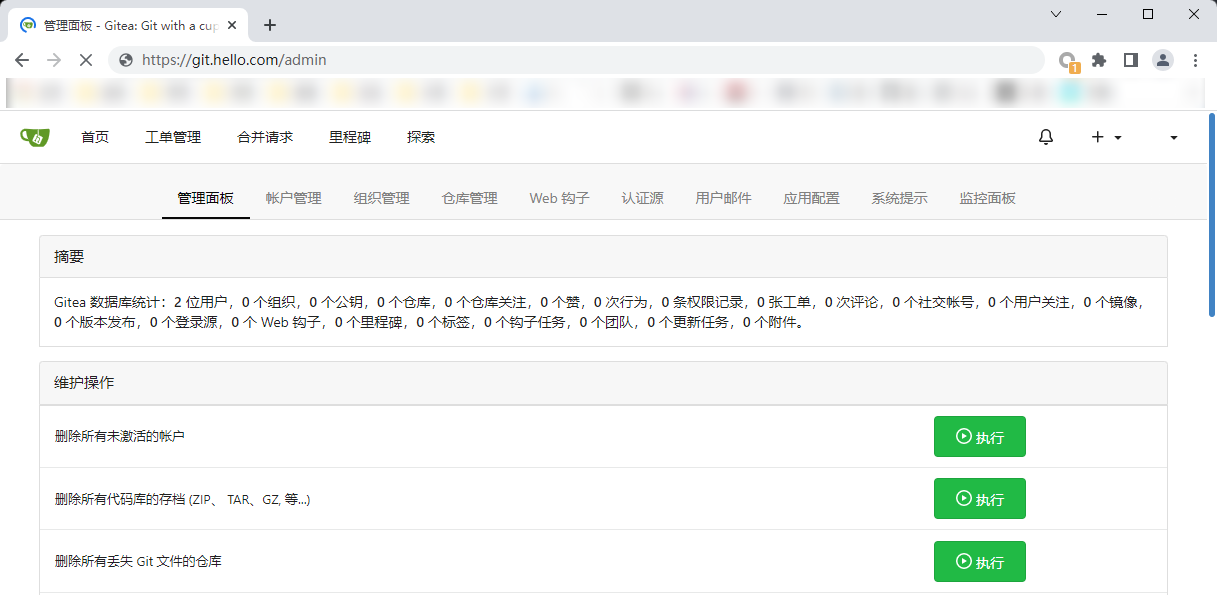 管理面板 - Gitea: Git with a cup
https://git.hello.com/admin
1
首页 工单管理 合并请求 里程碑 探索
管理面板 帐户管理 组织管理 仓库管理 Web 钩子 认证源 用户邮件 应用配置 系统提示 监控面板
摘要
Gitea 数据库统计：2 位用户，0 个组织，0 个公钥，0 个仓库，0 个仓库关注，0 个赞，0 次行为，0 条权限记录，0 张工单，0 次评论，0 个社交帐号，0 个用户关注，0 个镜像，
0 个版本发布，0 个登录源，0 个 Web 钩子，0 个里程碑，0 个标签，0 个钩子任务，0 个团队，0 个更新任务，0 个附件。
维护操作
删除所有未激活的帐户 执行
删除所有代码库的存档 (ZIP、 TAR、GZ, 等...) 执行
删除所有丢失 Git 文件的仓库 执行